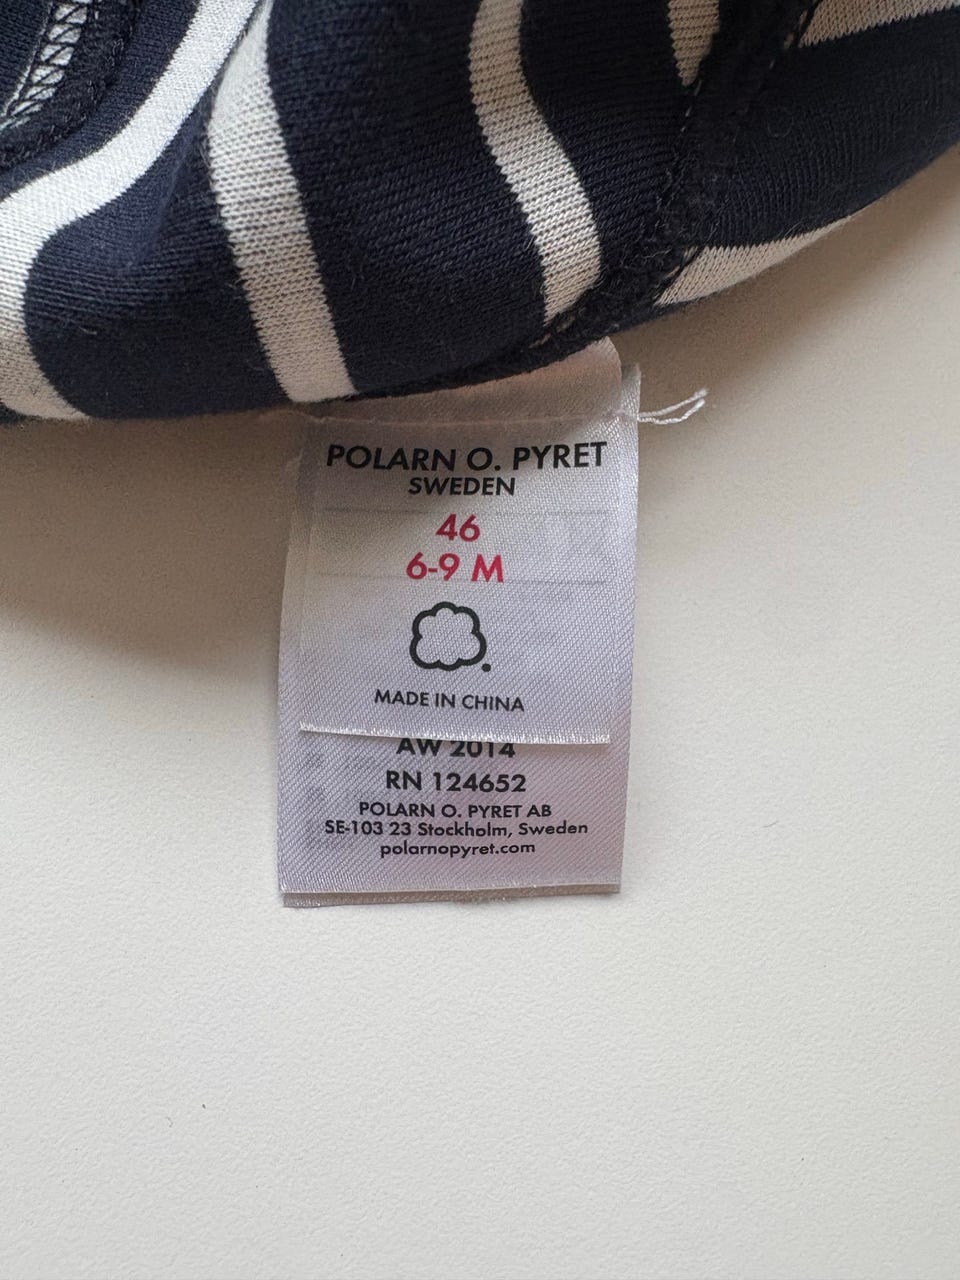 POLARN O. PYRET
SWEDEN
46
6-9 M
MADE IN CHINA
AW 2014
RN 124652
POLARN O. PYRET AB
SE-103 23 Stockholm, Sweden
polarnopyret.com